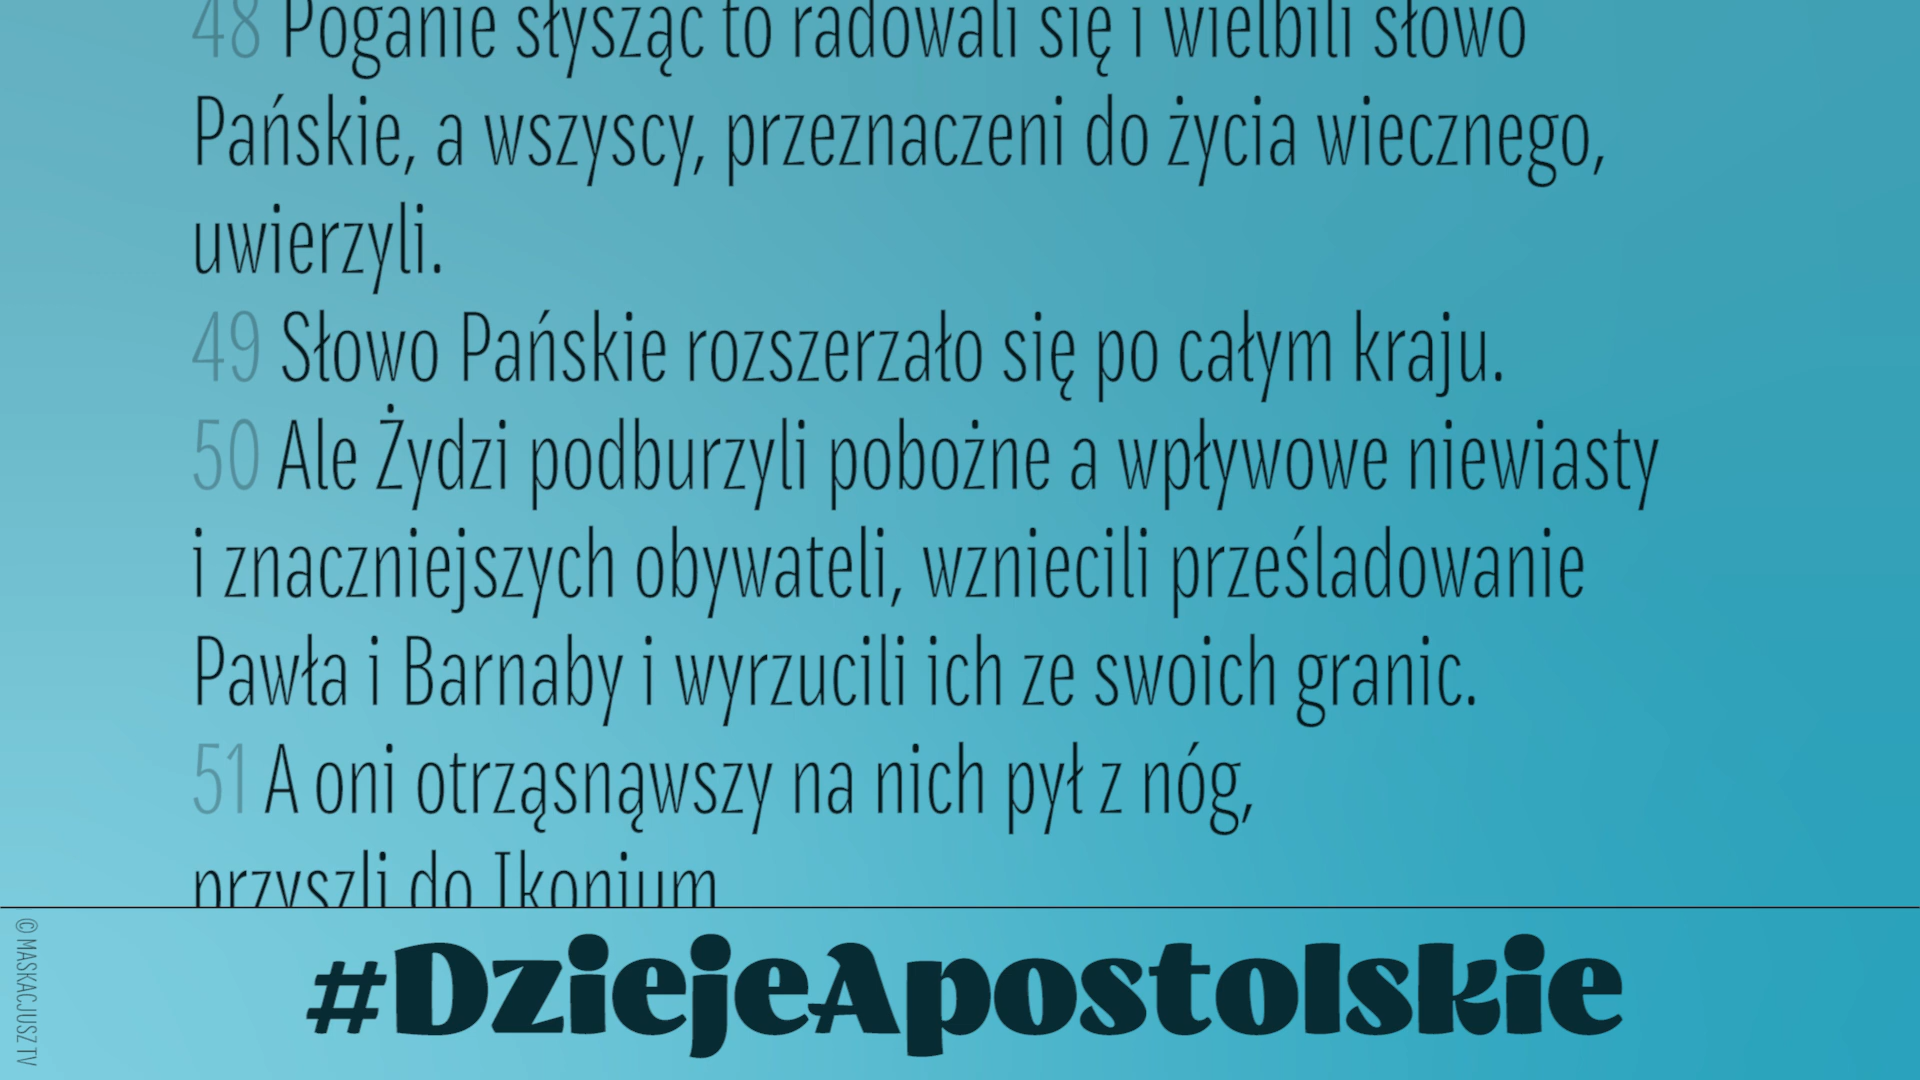 48 Poganie słysząc to radowali się i wielbili słowo
Pańskie, a wszyscy, przeznaczeni do życia wiecznego,
uwierzyli.
49 Słowo Pańskie rozszerzało się po całym kraju.
50 Ale Żydzi podburzyli pobożne a wpływowe niewiasty
i znaczniejszych obywateli, wzniecili prześladowanie
Pawła i Barnaby i wyrzucili ich ze swoich granic.
51 A oni otrząsnąwszy na nich pył z nóg,
przyszli do Ikonium
#DziejeApostolskie
© MASKACJUSZ TV